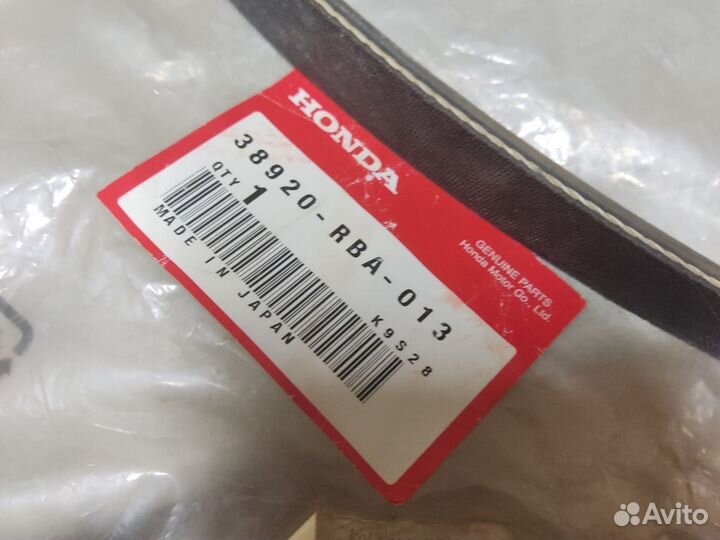 HONDA
38920-RBA-013
QTY
1
K9S28
MADE IN JAPAN
GENUINE PARTS
Honda Motor Co., Ltd.
Avito